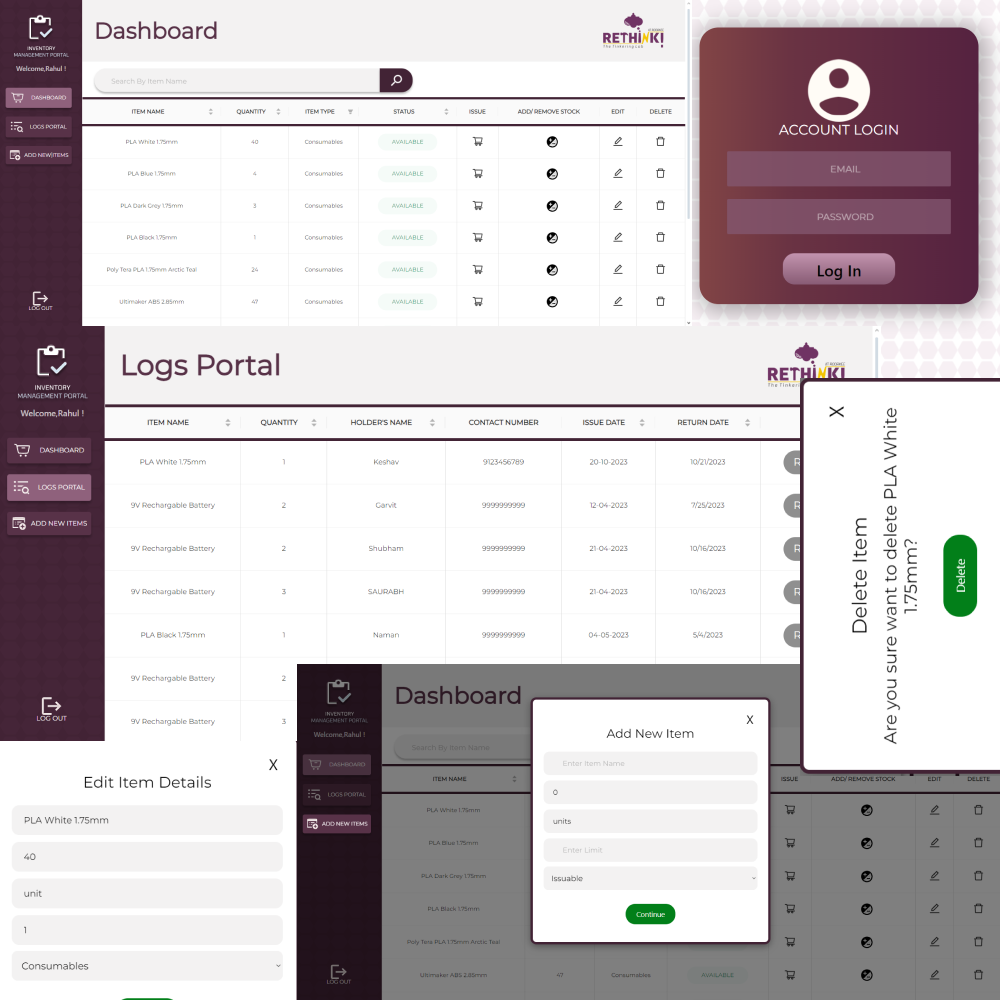 INVENTORY
MANAGEMENT PORTAL
Welcome,Rahul !
DASHBOARD
LOGS PORTAL
ADD NEW ITEMS
LOG OUT
Dashboard
RETHiNK!
The Tinkering Lab
Search By Item Name
ITEM NAME QUANTITY ITEM TYPE STATUS ISSUE ADD/ REMOVE STOCK EDIT DELETE
PLA White 1.75mm 40 Consumables AVAILABLE
PLA Blue 1.75mm 4 Consumables AVAILABLE
PLA Dark Grey 1.75mm 3 Consumables AVAILABLE
PLA Black 1.75mm 1 Consumables AVAILABLE
Poly Tera PLA 1.75mm Arctic Teal 24 Consumables AVAILABLE
Ultimaker ABS 2.85mm 47 Consumables AVAILABLE
ACCOUNT LOGIN
EMAIL
PASSWORD
Log In
INVENTORY
MANAGEMENT PORTAL
Welcome,Rahul !
DASHBOARD
LOGS PORTAL
ADD NEW ITEMS
LOG OUT
Logs Portal
RETHiNK!
The Tinkering
ITEM NAME QUANTITY HOLDER'S NAME CONTACT NUMBER ISSUE DATE RETURN DATE
PLA White 1.75mm 1 Keshav 9123456789 20-10-2023 10/21/2023 R
9V Rechargable Battery 2 Garvit 9999999999 12-04-2023 7/25/2023 R
9V Rechargable Battery 2 Shubham 9999999999 21-04-2023 10/16/2023 R
9V Rechargable Battery 3 SAURABH 9999999999 21-04-2023 10/16/2023 R
PLA Black 1.75mm 1 Naman 9999999999 04-05-2023 5/4/2023 R
9V Rechargable Battery 2
9V Rechargable Battery 3
X
Delete Item
Are you sure want to delete PLA White
1.75mm?
Delete
X
Edit Item Details
PLA White 1.75mm
40
unit
1
Consumables
INVENTORY
MANAGEMENT PORTAL
Welcome,Rahul !
DASHBOARD
LOGS PORTAL
ADD NEW ITEMS
LOG OUT
Dashboard
Search By Item Name
ITEM NAME ISSUE ADD/ REMOVE STOCK EDIT DELETE
PLA White 1.75mm
PLA Blue 1.75mm
PLA Dark Grey 1.75mm
PLA Black 1.75mm
Poly Tera PLA 1.75mm Arctic Teal
Ultimaker ABS 2.85mm 47 Consumables AVAILABLE
X
Add New Item
Enter Item Name
0
units
Enter Limit
Issuable
Continue